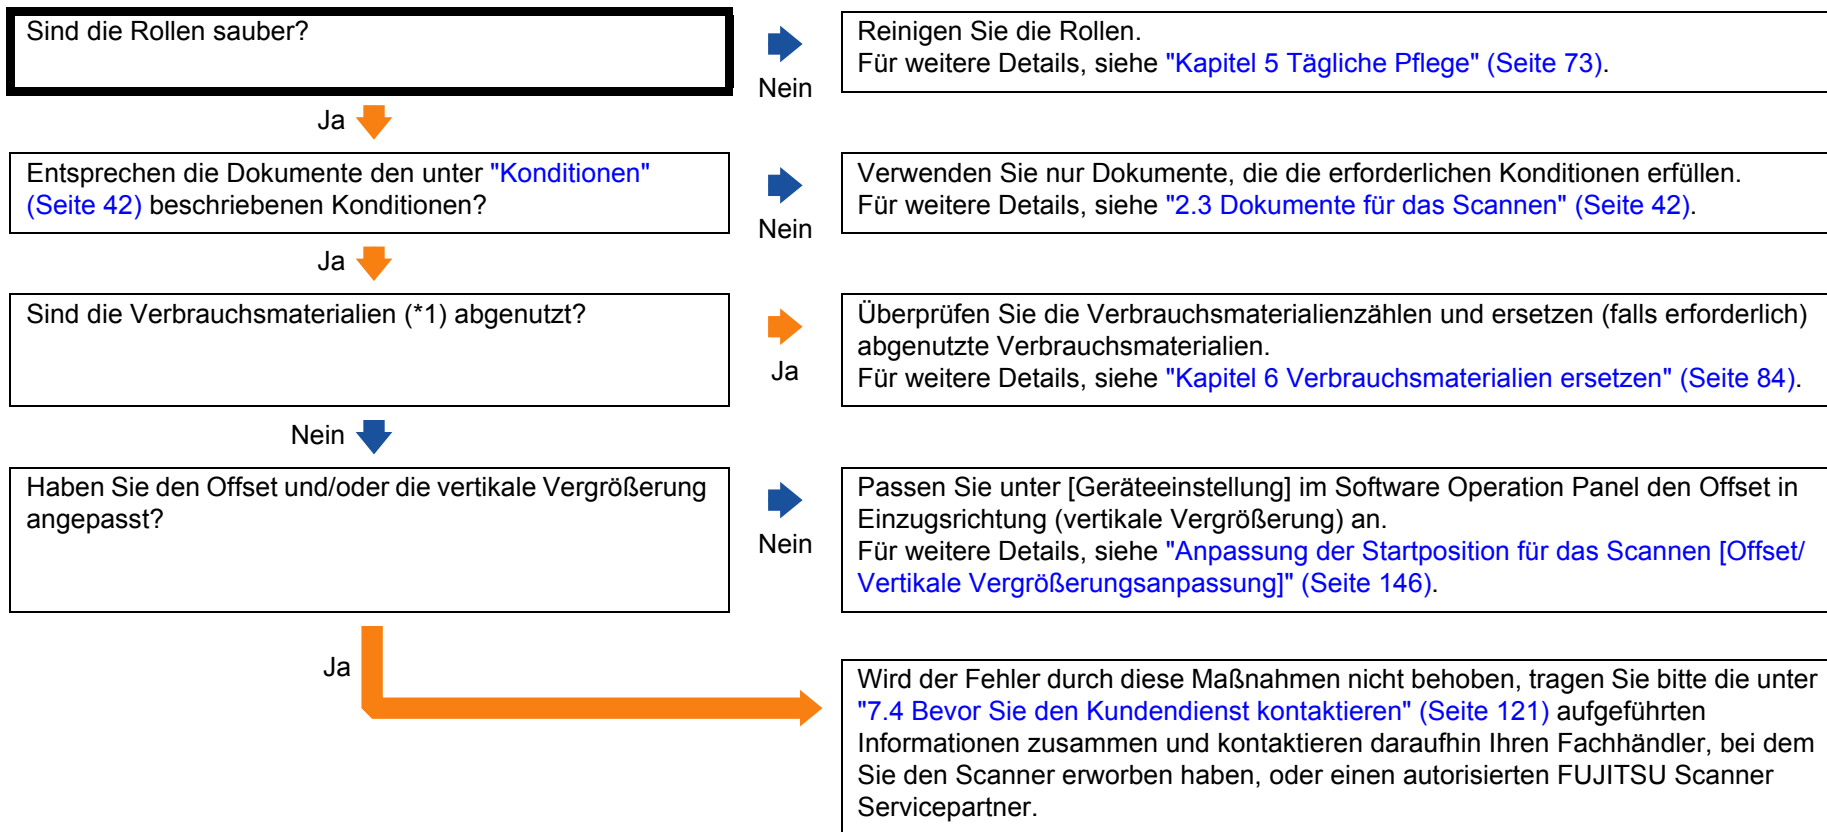 Sind die Rollen sauber?
Nein
Reinigen Sie die Rollen.
Für weitere Details, siehe "Kapitel 5 Tägliche Pflege" (Seite 73).
Ja
Entsprechen die Dokumente den unter "Konditionen"
(Seite 42) beschriebenen Konditionen?
Nein
Verwenden Sie nur Dokumente, die die erforderlichen Konditionen erfüllen.
Für weitere Details, siehe "2.3 Dokumente für das Scannen" (Seite 42).
Ja
Sind die Verbrauchsmaterialien (*1) abgenutzt?
Ja
Überprüfen Sie die Verbrauchsmaterialienzählen und ersetzen (falls erforderlich)
abgenutzte Verbrauchsmaterialien.
Für weitere Details, siehe "Kapitel 6 Verbrauchsmaterialien ersetzen" (Seite 84).
Nein
Haben Sie den Offset und/oder die vertikale Vergrößerung
angepasst?
Nein
Passen Sie unter [Geräteeinstellung] im Software Operation Panel den Offset in
Einzugsrichtung (vertikale Vergrößerung) an.
Für weitere Details, siehe "Anpassung der Startposition für das Scannen [Offset/
Vertikale Vergrößerungsanpassung]" (Seite 146).
Ja
Wird der Fehler durch diese Maßnahmen nicht behoben, tragen Sie bitte die unter
"7.4 Bevor Sie den Kundendienst kontaktieren" (Seite 121) aufgeführten
Informationen zusammen und kontaktieren daraufhin Ihren Fachhändler, bei dem
Sie den Scanner erworben haben, oder einen autorisierten FUJITSU Scanner
Servicepartner.